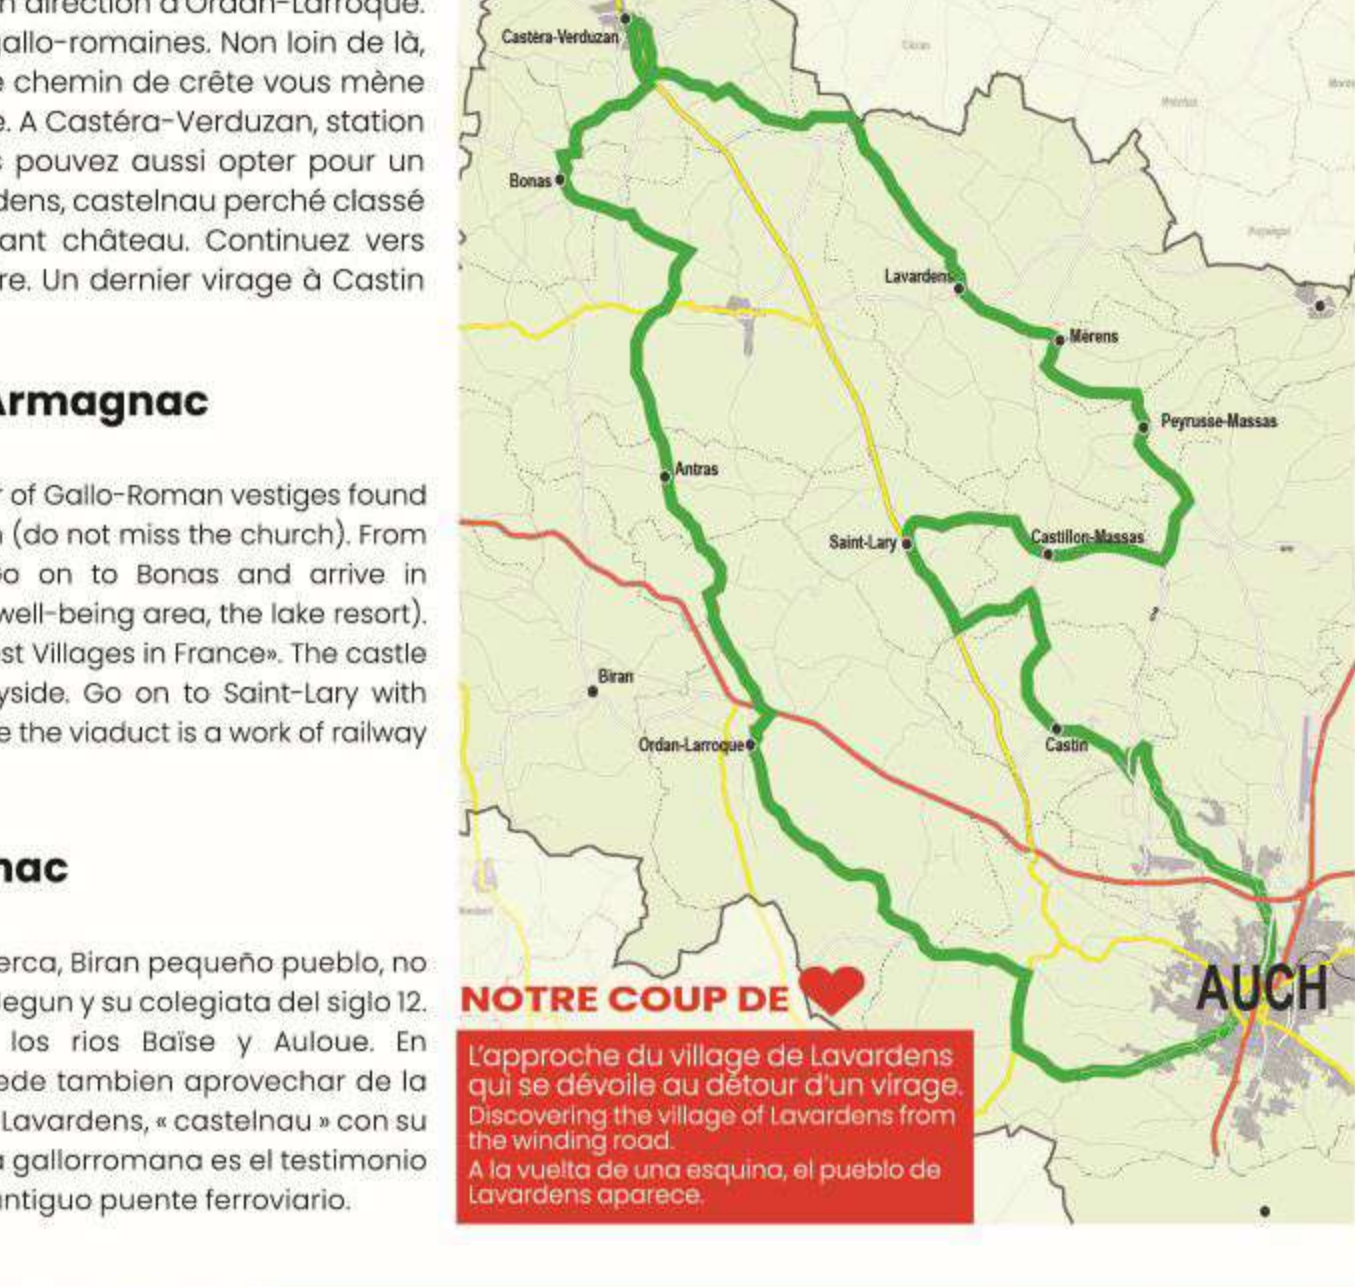 n direction d'Ordan-Larroque.
gallo-romaines. Non loin de là,
e chemin de crête vous mène
e. A Castéra-Verduzan, station
s pouvez aussi opter pour un
dens, castelnau perché classé
ant château. Continuez vers
re. Un dernier virage à Castin
Armagnac
r of Gallo-Roman vestiges found
n (do not miss the church). From
Go on to Bonas and arrive in
well-being area, the lake resort).
st Villages in France». The castle
yside. Go on to Saint-Lary with
e the viaduct is a work of railway
nac
erca, Biran pequeño pueblo, no
legun y su colegiata del siglo 12.
los rios Baïse y Auloue. En
ede tambien aprovechar de la
Lavardens, « castelnau » con su
a gallorromana es el testimonio
antiguo puente ferroviario.
Castéra-Verduzan
Bonas
Lavardens
Mérens
Peyrusse-Massas
Antras
Saint-Lary
Castillon-Massas
Biran
Ordan-Larroque
Castin
AUCH
NOTRE COUP DE
L'approche du village de Lavardens
qui se dévoile au détour d'un virage.
Discovering the village of Lavardens from
the winding road.
A la vuelta de una esquina, el pueblo de
Lavardens aparece.